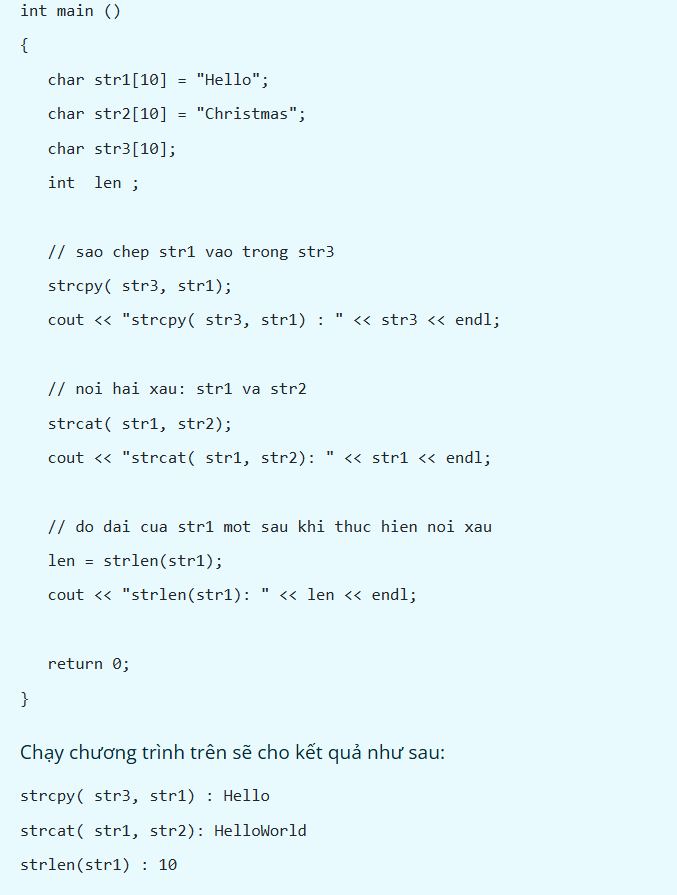 int main ()
{
   char str1[10] = "Hello";
   char str2[10] = "Christmas";
   char str3[10];
   int  len ;
   // sao chep str1 vao trong str3
   strcpy( str3, str1);
   cout << "strcpy( str3, str1) : " << str3 << endl;
   // noi hai xau: str1 va str2
   strcat( str1, str2);
   cout << "strcat( str1, str2): " << str1 << endl;
   // do dai cua str1 mot sau khi thuc hien noi xau
   len = strlen(str1);
   cout << "strlen(str1): " << len << endl;
   return 0;
}
Chạy chương trình trên sẽ cho kết quả như sau:
strcpy( str3, str1) : Hello
strcat( str1, str2): HelloWorld
strlen(str1) : 10